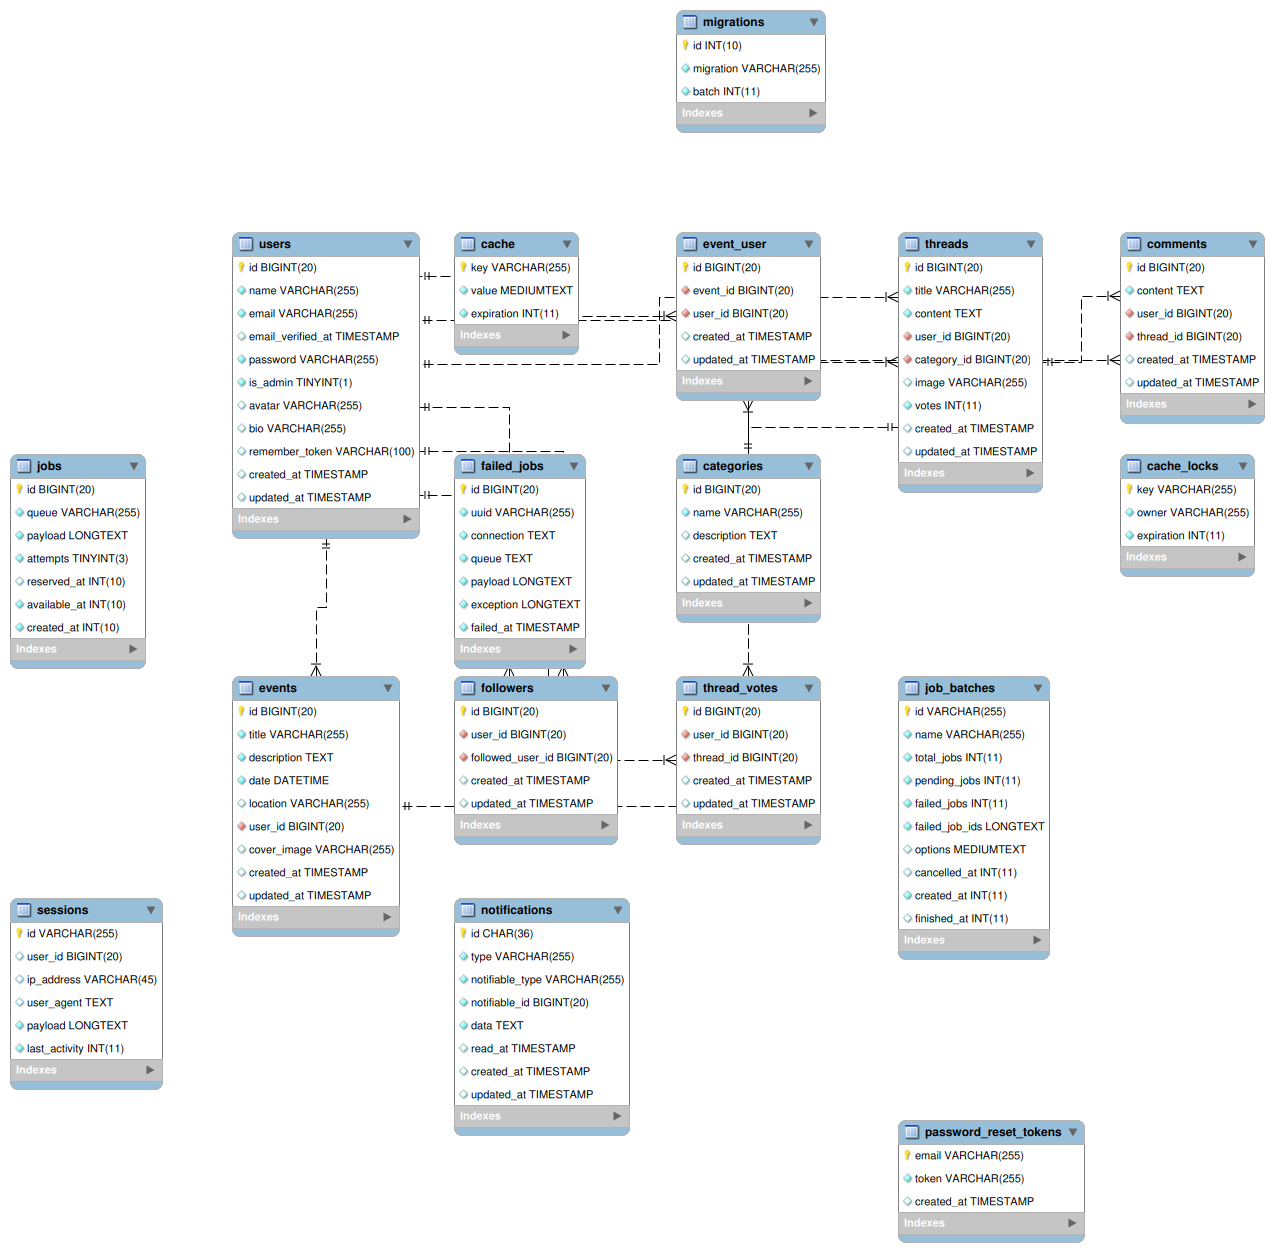 migrations
id INT(10)
migration VARCHAR(255)
batch INT(11)
Indexes
users
id BIGINT(20)
name VARCHAR(255)
email VARCHAR(255)
email_verified_at TIMESTAMP
password VARCHAR(255)
is_admin TINYINT(1)
avatar VARCHAR(255)
bio VARCHAR(255)
remember_token VARCHAR(100)
created_at TIMESTAMP
updated_at TIMESTAMP
Indexes
cache
key VARCHAR(255)
value MEDIUMTEXT
expiration INT(11)
Indexes
event_user
id BIGINT(20)
event_id BIGINT(20)
user_id BIGINT(20)
created_at TIMESTAMP
updated_at TIMESTAMP
Indexes
threads
id BIGINT(20)
title VARCHAR(255)
content TEXT
user_id BIGINT(20)
category_id BIGINT(20)
image VARCHAR(255)
votes INT(11)
created_at TIMESTAMP
updated_at TIMESTAMP
Indexes
comments
id BIGINT(20)
content TEXT
user_id BIGINT(20)
thread_id BIGINT(20)
created_at TIMESTAMP
updated_at TIMESTAMP
Indexes
jobs
id BIGINT(20)
queue VARCHAR(255)
payload LONGTEXT
attempts TINYINT(3)
reserved_at INT(10)
available_at INT(10)
created_at INT(10)
Indexes
failed_jobs
id BIGINT(20)
uuid VARCHAR(255)
connection TEXT
queue TEXT
payload LONGTEXT
exception LONGTEXT
failed_at TIMESTAMP
Indexes
categories
id BIGINT(20)
name VARCHAR(255)
description TEXT
created_at TIMESTAMP
updated_at TIMESTAMP
Indexes
cache_locks
key VARCHAR(255)
owner VARCHAR(255)
expiration INT(11)
Indexes
events
id BIGINT(20)
title VARCHAR(255)
description TEXT
date DATETIME
location VARCHAR(255)
user_id BIGINT(20)
cover_image VARCHAR(255)
created_at TIMESTAMP
updated_at TIMESTAMP
Indexes
followers
id BIGINT(20)
user_id BIGINT(20)
followed_user_id BIGINT(20)
created_at TIMESTAMP
updated_at TIMESTAMP
Indexes
thread_votes
id BIGINT(20)
user_id BIGINT(20)
thread_id BIGINT(20)
created_at TIMESTAMP
updated_at TIMESTAMP
Indexes
job_batches
id VARCHAR(255)
name VARCHAR(255)
total_jobs INT(11)
pending_jobs INT(11)
failed_jobs INT(11)
failed_job_ids LONGTEXT
options MEDIUMTEXT
cancelled_at INT(11)
created_at INT(11)
finished_at INT(11)
Indexes
sessions
id VARCHAR(255)
user_id BIGINT(20)
ip_address VARCHAR(45)
user_agent TEXT
payload LONGTEXT
last_activity INT(11)
Indexes
notifications
id CHAR(36)
type VARCHAR(255)
notifiable_type VARCHAR(255)
notifiable_id BIGINT(20)
data TEXT
read_at TIMESTAMP
created_at TIMESTAMP
updated_at TIMESTAMP
Indexes
password_reset_tokens
email VARCHAR(255)
token VARCHAR(255)
created_at TIMESTAMP
Indexes